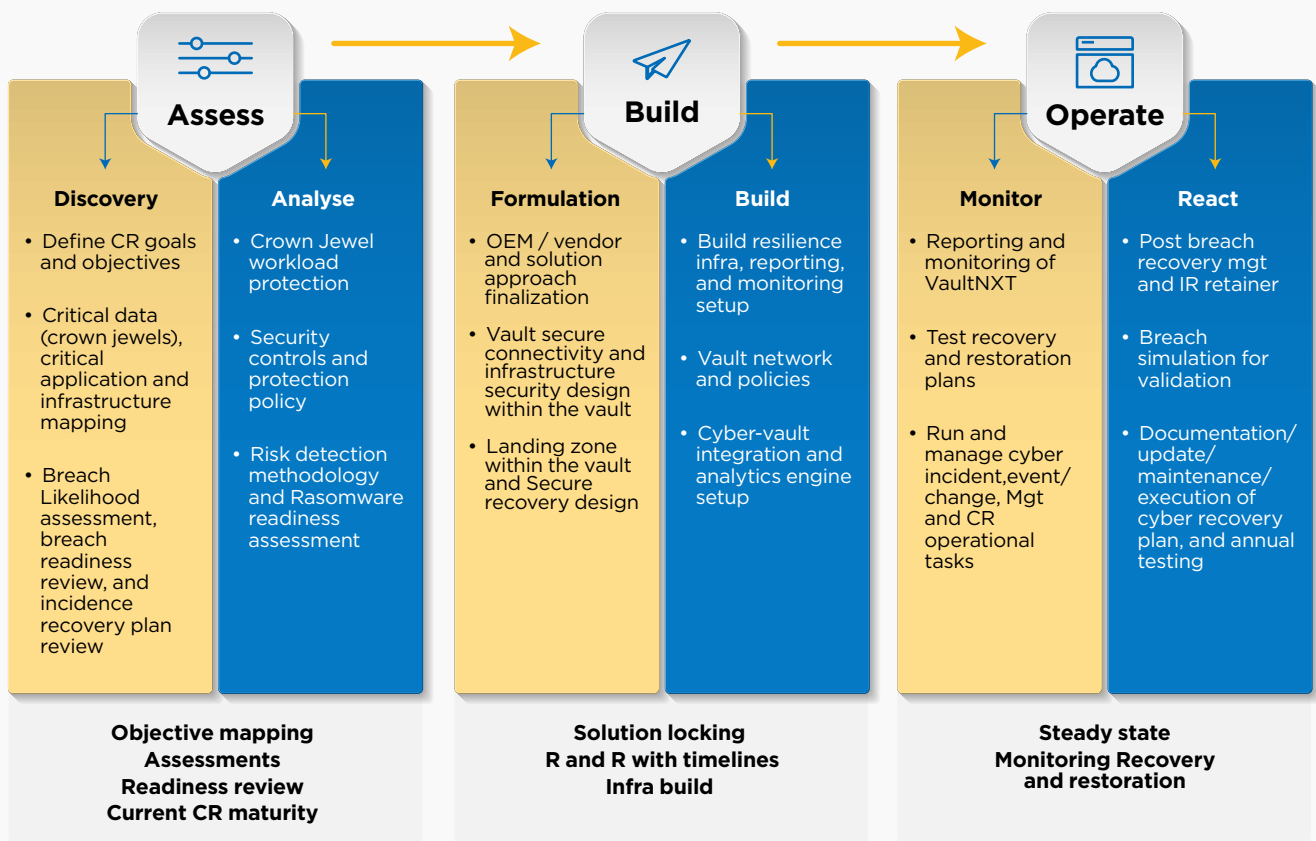 Assess
Discovery
• Define CR goals
and objectives
• Critical data
(crown jewels),
critical
application and
infrastructure
mapping
• Breach
Likelihood
assessment,
breach
readiness
review, and
incidence
recovery plan
review
Analyse
• Crown Jewel
workload
protection
• Security
controls and
protection
policy
• Risk detection
methodology
and Rasomware
readiness
assessment
Objective mapping
Assessments
Readiness review
Current CR maturity
Build
Formulation
• OEM / vendor
and solution
approach
finalization
• Vault secure
connectivity and
infrastructure
security design
within the vault
• Landing zone
within the vault
and Secure
recovery design
Build
• Build resilience
infra, reporting,
and monitoring
setup
• Vault network
and policies
• Cyber-vault
integration and
analytics engine
setup
Solution locking
R and R with timelines
Infra build
Operate
Monitor
• Reporting and
monitoring of
VaultNXT
• Test recovery
and restoration
plans
• Run and
manage cyber
incident,event/
change, Mgt
and CR
operational
tasks
React
• Post breach
recovery mgt
and IR retainer
• Breach
simulation for
validation
• Documentation/
update/
maintenance/
execution of
cyber recovery
plan, and annual
testing
Steady state
Monitoring Recovery
and restoration